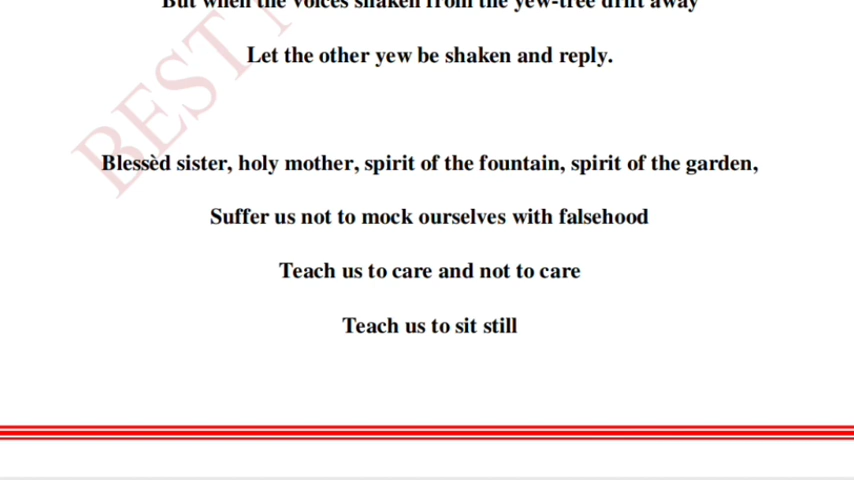 But when the voices shaken from the yew-tree drift away
Let the other yew be shaken and reply.
BEST
Blessèd sister, holy mother, spirit of the fountain, spirit of the garden,
Suffer us not to mock ourselves with falsehood
Teach us to care and not to care
Teach us to sit still